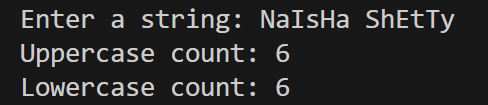 Enter a string: NaIsHa ShEtTy
Uppercase count: 6
Lowercase count: 6